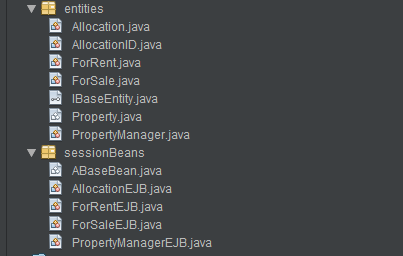 entities
Allocation.java
AllocationID.java
ForRent.java
ForSale.java
IBaseEntity.java
Property.java
PropertyManager.java
sessionBeans
ABaseBean.java
AllocationEJB.java
ForRentEJB.java
ForSaleEJB.java
PropertyManagerEJB.java